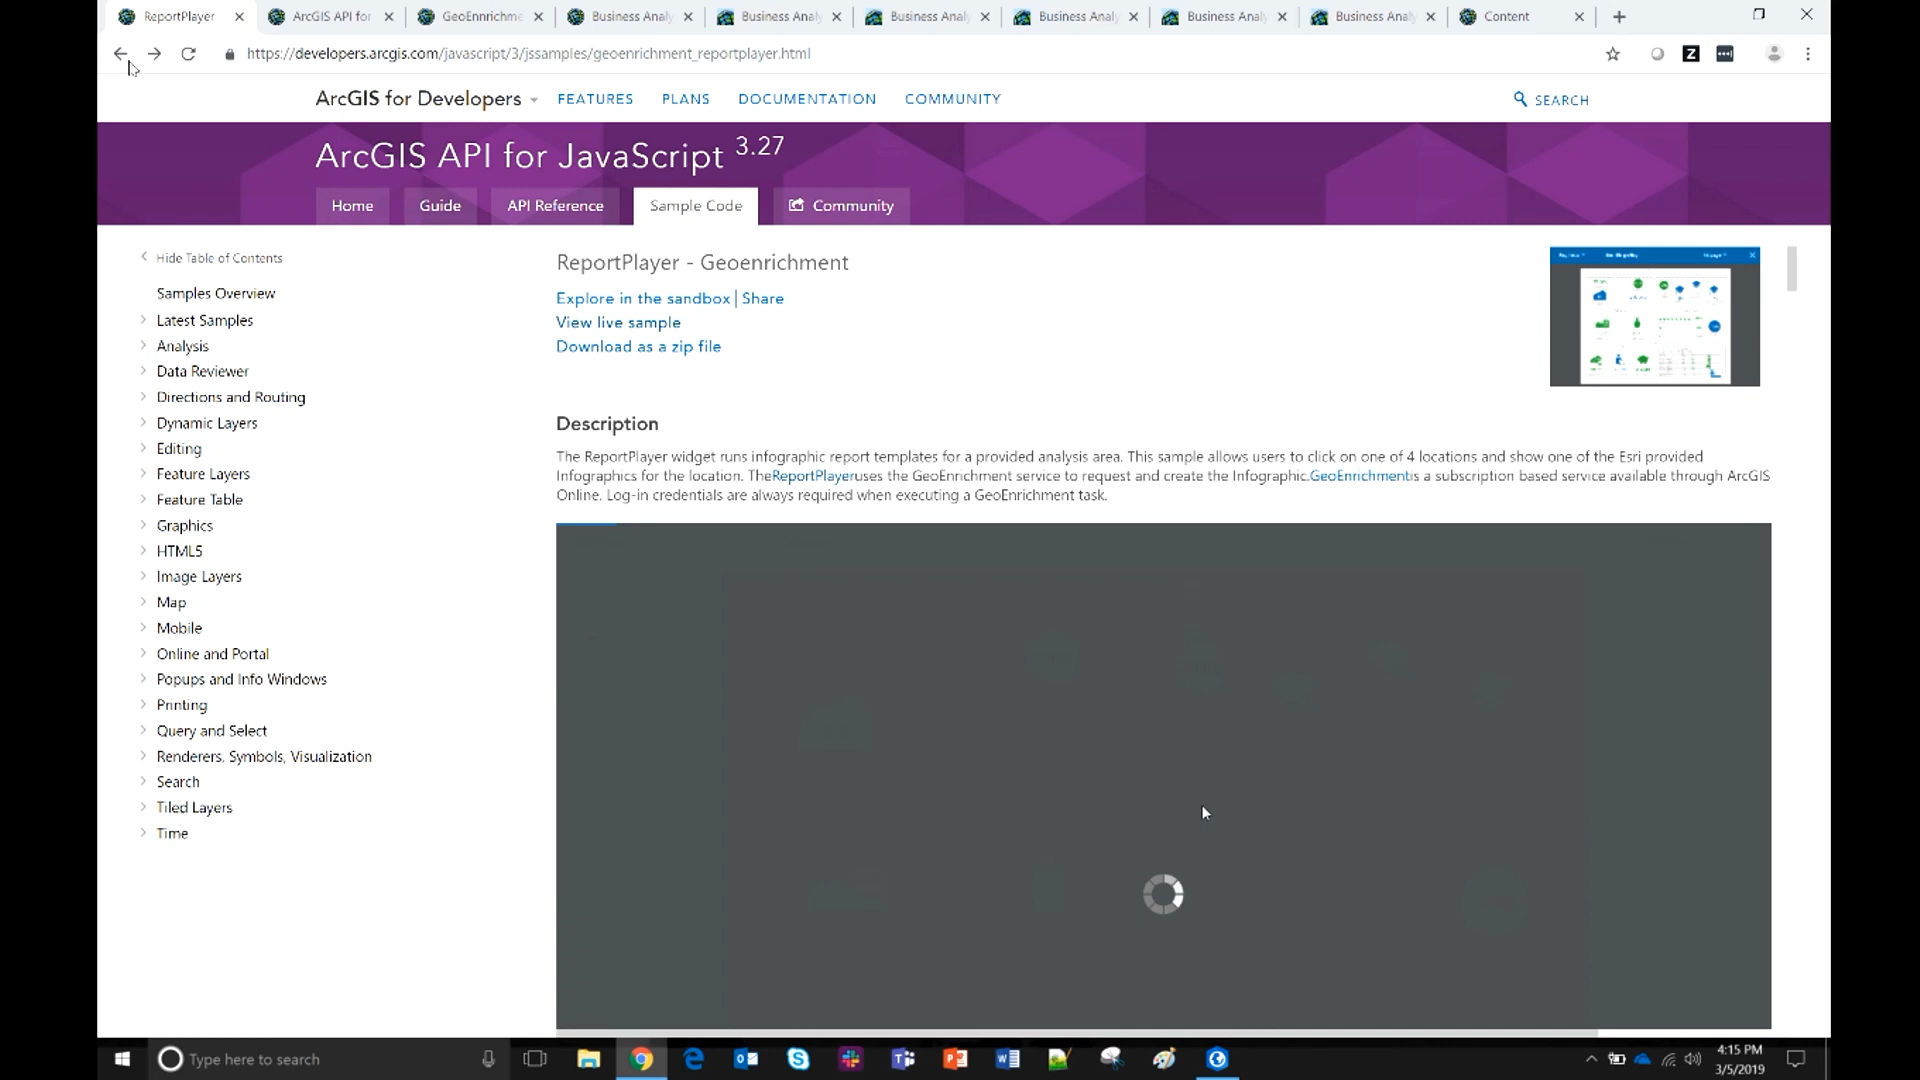 ReportPlayer
ArcGIS API for
GeoEnnrichme
Business Analy
Business Analy
Business Analy
Business Analy
Business Analy
Business Analy
Content
https://developers.arcgis.com/javascript/3/jssamples/geoenrichment_reportplayer.html
ArcGIS for Developers
FEATURES
PLANS
DOCUMENTATION
COMMUNITY
SEARCH
ArcGIS API for JavaScript 3.27
Home
Guide
API Reference
Sample Code
Community
Hide Table of Contents
Samples Overview
Latest Samples
Analysis
Data Reviewer
Directions and Routing
Dynamic Layers
Editing
Feature Layers
Feature Table
Graphics
HTML5
Image Layers
Map
Mobile
Online and Portal
Popups and Info Windows
Printing
Query and Select
Renderers, Symbols, Visualization
Search
Tiled Layers
Time
ReportPlayer - Geoenrichment
Explore in the sandbox | Share
View live sample
Download as a zip file
Description
The ReportPlayer widget runs infographic report templates for a provided analysis area. This sample allows users to click on one of 4 locations and show one of the Esri provided
Infographics for the location. TheReportPlayeruses the GeoEnrichment service to request and create the Infographic.GeoEnrichmentis a subscription based service available through ArcGIS
Online. Log-in credentials are always required when executing a GeoEnrichment task.
Type here to search
4:15 PM
3/5/2019